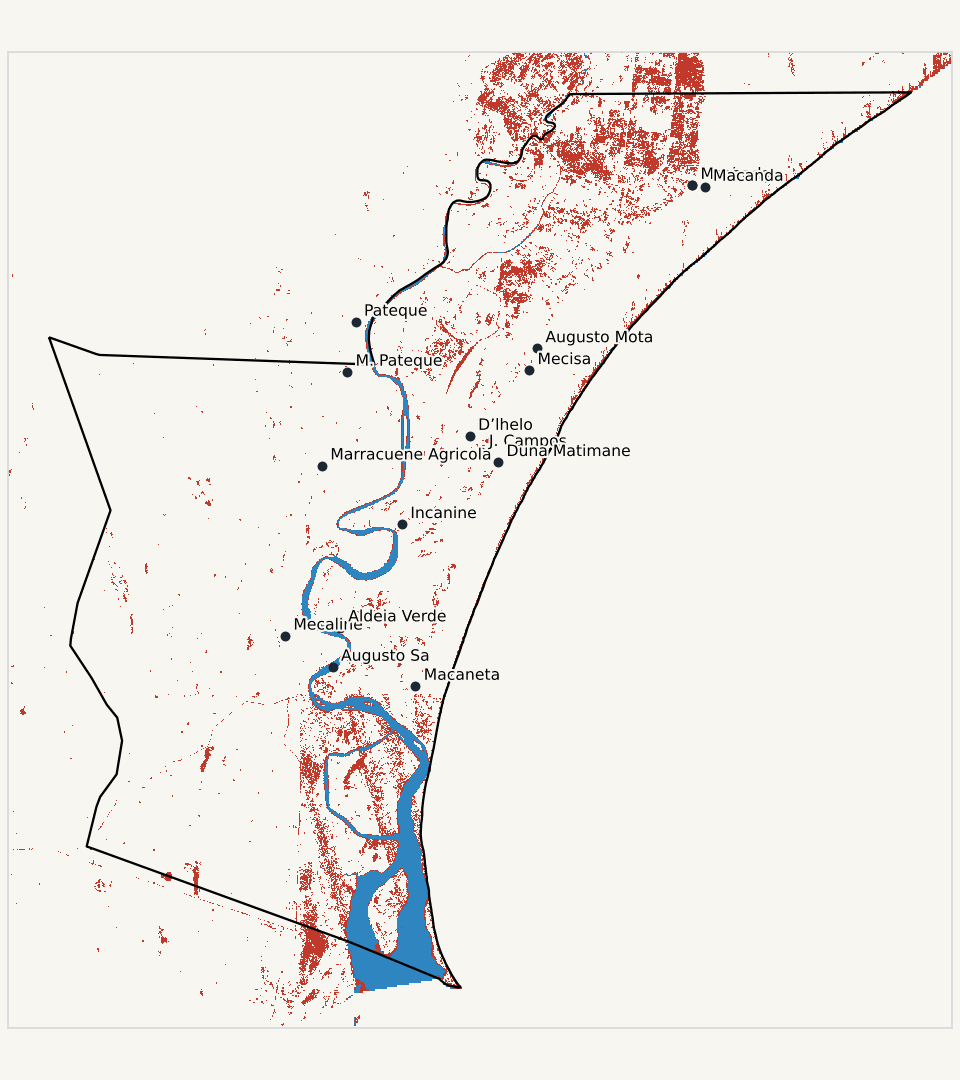 Macanda
Pateque
Augusto Mota
Mecisa
M. Pateque
D’lhelo
J. Campos
Duna Matimane
Marracuene Agricola
Incanine
Aldeia Verde
Mecaline
Augusto Sa
Macaneta